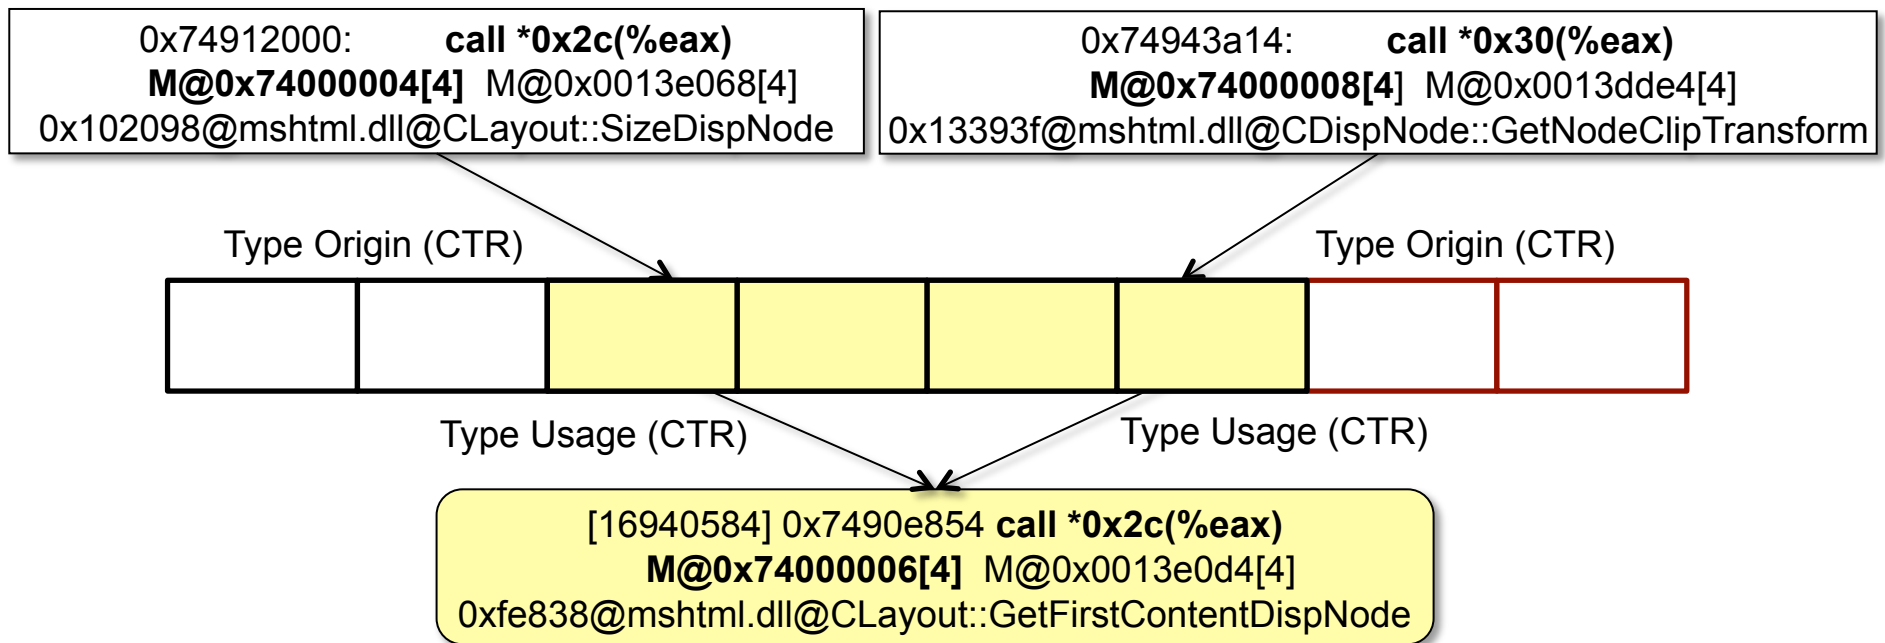 0x74912000: call *0x2c(%eax)
M@0x74000004[4] M@0x0013e068[4]
0x102098@mshtml.dll@CLayout::SizeDispNode
0x74943a14: call *0x30(%eax)
M@0x74000008[4] M@0x0013dde4[4]
0x13393f@mshtml.dll@CDispNode::GetNodeClipTransform
Type Origin (CTR)
Type Origin (CTR)
Type Usage (CTR)
Type Usage (CTR)
[16940584] 0x7490e854 call *0x2c(%eax)
M@0x74000006[4] M@0x0013e0d4[4]
0xfe838@mshtml.dll@CLayout::GetFirstContentDispNode